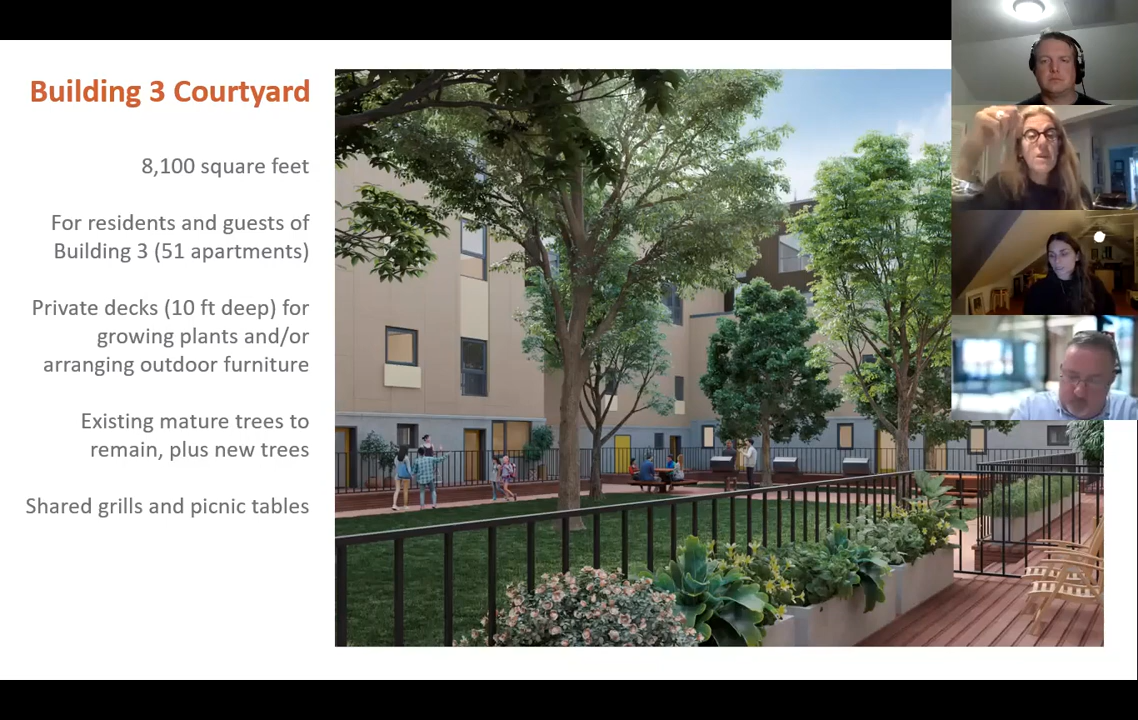 Building 3 Courtyard
8,100 square feet
For residents and guests of
Building 3 (51 apartments)
Private decks (10 ft deep) for
growing plants and/or
arranging outdoor furniture
Existing mature trees to
remain, plus new trees
Shared grills and picnic tables